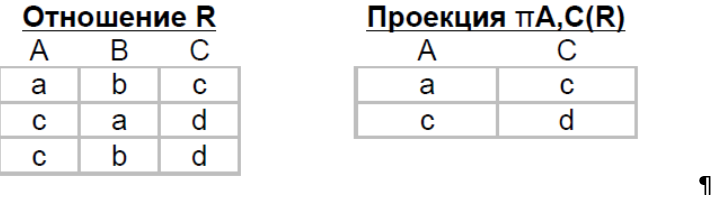 Отношение R
A B C
a b c
c a d
c b d
Проекция πA,C(R)
A C
a c
c d
¶